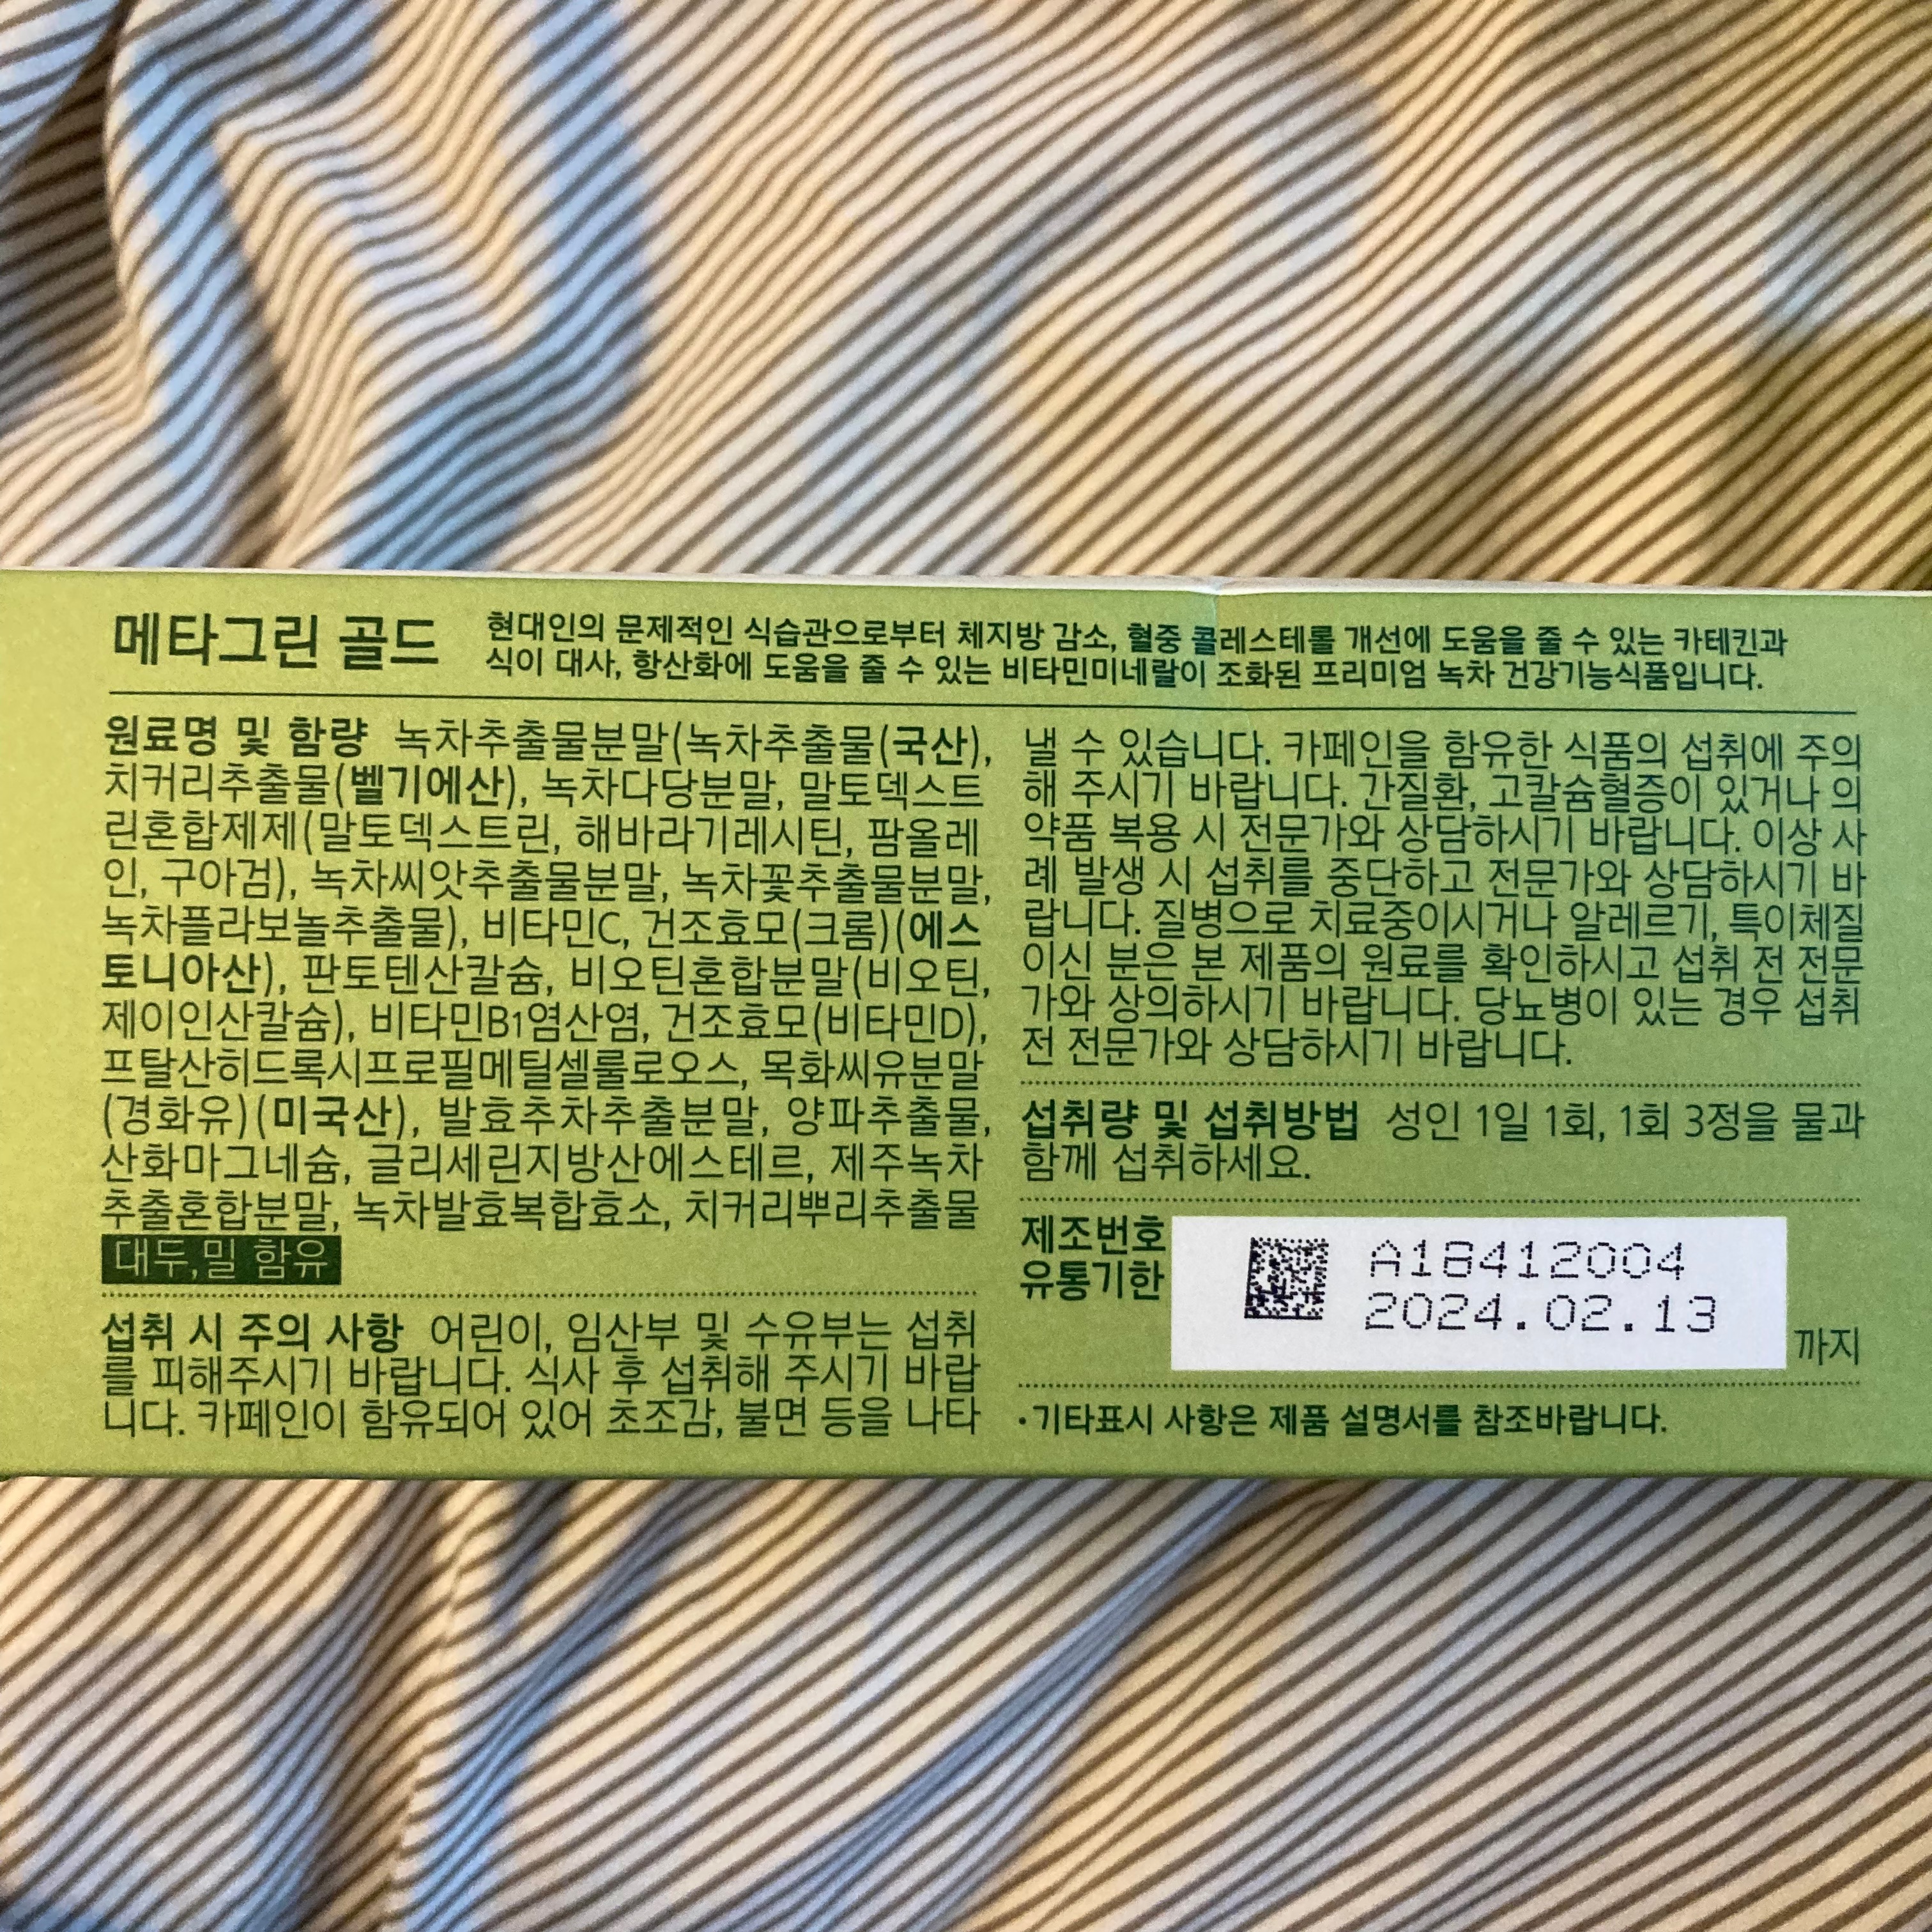 메타그린 골드
현대인의 문제적인 식습관으로부터 체지방 감소, 혈중 콜레스테롤 개선에 도움을 줄 수 있는 카테킨과
식이 대사, 항산화에 도움을 줄 수 있는 비타민미네랄이 조화된 프리미엄 녹차 건강기능식품입니다.
원료명 및 함량 녹차추출물분말(녹차추출물(국산),
치커리추출물(벨기에산), 녹차다당분말, 말토덱스트
린혼합제제(말토덱스트린, 해바라기레시틴, 팜올레
인, 구아검), 녹차씨앗추출물분말, 녹차꽃추출물분말,
녹차플라보놀추출물), 비타민C, 건조효모(크롬)(에스
토니아산), 판토텐산칼슘, 비오틴혼합분말(비오틴,
제이인산칼슘), 비타민B1염산염, 건조효모(비타민D),
프탈산히드록시프로필메틸셀룰로오스, 목화씨유분말
(경화유)(미국산), 발효추차추출분말, 양파추출물,
산화마그네슘, 글리세린지방산에스테르, 제주녹차
추출혼합분말, 녹차발효복합효소, 치커리뿌리추출물
대두,밀 함유
섭취 시 주의 사항 어린이, 임산부 및 수유부는 섭취
를 피해주시기 바랍니다. 식사 후 섭취해 주시기 바랍
니다. 카페인이 함유되어 있어 초조감, 불면 등을 나타
낼 수 있습니다. 카페인을 함유한 식품의 섭취에 주의
해 주시기 바랍니다. 간질환, 고칼슘혈증이 있거나 의
약품 복용 시 전문가와 상담하시기 바랍니다. 이상 사
례 발생 시 섭취를 중단하고 전문가와 상담하시기 바
랍니다. 질병으로 치료중이시거나 알레르기, 특이체질
이신 분은 본 제품의 원료를 확인하시고 섭취 전 전문
가와 상의하시기 바랍니다. 당뇨병이 있는 경우 섭취
전 전문가와 상담하시기 바랍니다.
섭취량 및 섭취방법 성인 1일 1회, 1회 3정을 물과
함께 섭취하세요.
제조번호 A18412004
유통기한 2024.02.13 까지
•기타표시 사항은 제품 설명서를 참조바랍니다.